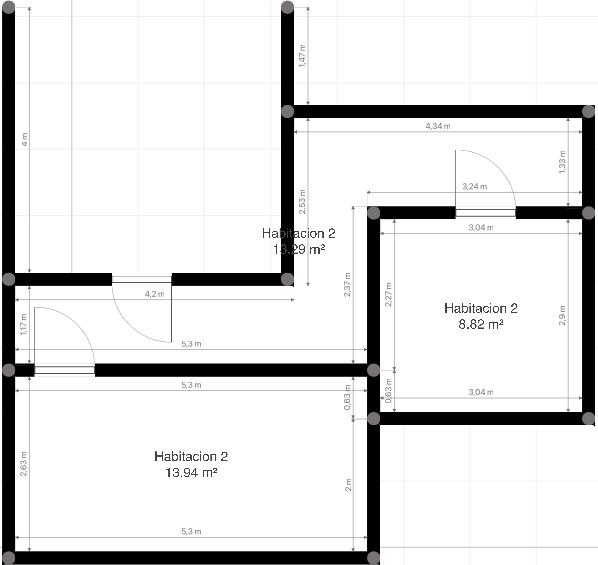 1,47 m
4 m
4,34 m
1,33 m
3,24 m
2,53 m
3,04 m
Habitacion 2
13.29 m²
2,37 m
2,27 m
4,2 m
1,17 m
Habitacion 2
8.82 m²
2,9 m
5,3 m
5,3 m
0,63 m
0,63 m
3,04 m
Habitacion 2
13.94 m²
2,63 m
2 m
5,3 m